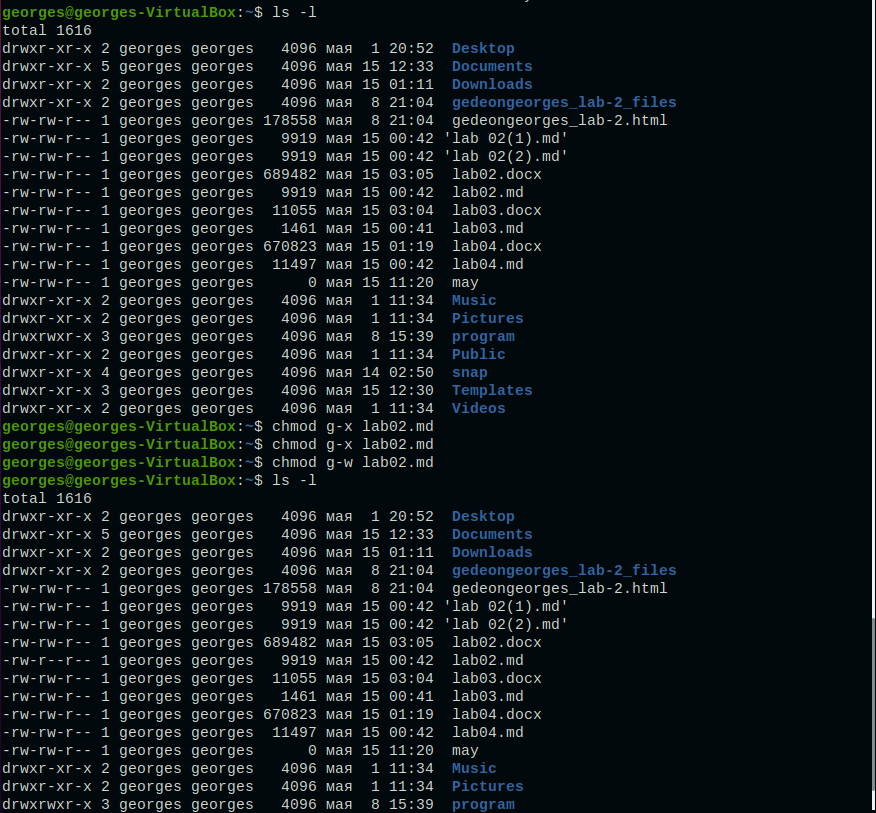 georges@georges-VirtualBox:~$ ls -l
total 1616
drwxr-xr-x 2 georges georges   4096 мая  1 20:52  Desktop
drwxr-xr-x 5 georges georges   4096 мая 15 12:33  Documents
drwxr-xr-x 2 georges georges   4096 мая 15 01:11  Downloads
drwxr-xr-x 2 georges georges   4096 мая  8 21:04  gedeongeorges_lab-2_files
-rw-rw-r-- 1 georges georges 178558 мая  8 21:04  gedeongeorges_lab-2.html
-rw-rw-r-- 1 georges georges   9919 мая 15 00:42 'lab 02(1).md'
-rw-rw-r-- 1 georges georges   9919 мая 15 00:42 'lab 02(2).md'
-rw-rw-r-- 1 georges georges 689482 мая 15 03:05  lab02.docx
-rw-rw-r-- 1 georges georges   9919 мая 15 00:42  lab02.md
-rw-rw-r-- 1 georges georges  11055 мая 15 03:04  lab03.docx
-rw-rw-r-- 1 georges georges   1461 мая 15 00:41  lab03.md
-rw-rw-r-- 1 georges georges 670823 мая 15 01:19  lab04.docx
-rw-rw-r-- 1 georges georges  11497 мая 15 00:42  lab04.md
-rw-rw-r-- 1 georges georges      0 мая 15 11:20  may
drwxr-xr-x 2 georges georges   4096 мая  1 11:34  Music
drwxr-xr-x 2 georges georges   4096 мая  1 11:34  Pictures
drwxrwxr-x 3 georges georges   4096 мая  8 15:39  program
drwxr-xr-x 2 georges georges   4096 мая  1 11:34  Public
drwxr-xr-x 4 georges georges   4096 мая 14 02:50  snap
drwxr-xr-x 3 georges georges   4096 мая 15 12:30  Templates
drwxr-xr-x 2 georges georges   4096 мая  1 11:34  Videos
georges@georges-VirtualBox:~$ chmod g-x lab02.md
georges@georges-VirtualBox:~$ chmod g-x lab02.md
georges@georges-VirtualBox:~$ chmod g-w lab02.md
georges@georges-VirtualBox:~$ ls -l
total 1616
drwxr-xr-x 2 georges georges   4096 мая  1 20:52  Desktop
drwxr-xr-x 5 georges georges   4096 мая 15 12:33  Documents
drwxr-xr-x 2 georges georges   4096 мая 15 01:11  Downloads
drwxr-xr-x 2 georges georges   4096 мая  8 21:04  gedeongeorges_lab-2_files
-rw-rw-r-- 1 georges georges 178558 мая  8 21:04  gedeongeorges_lab-2.html
-rw-rw-r-- 1 georges georges   9919 мая 15 00:42 'lab 02(1).md'
-rw-rw-r-- 1 georges georges   9919 мая 15 00:42 'lab 02(2).md'
-rw-rw-r-- 1 georges georges 689482 мая 15 03:05  lab02.docx
-rw-r--r-- 1 georges georges   9919 мая 15 00:42  lab02.md
-rw-rw-r-- 1 georges georges  11055 мая 15 03:04  lab03.docx
-rw-rw-r-- 1 georges georges   1461 мая 15 00:41  lab03.md
-rw-rw-r-- 1 georges georges 670823 мая 15 01:19  lab04.docx
-rw-rw-r-- 1 georges georges  11497 мая 15 00:42  lab04.md
-rw-rw-r-- 1 georges georges      0 мая 15 11:20  may
drwxr-xr-x 2 georges georges   4096 мая  1 11:34  Music
drwxr-xr-x 2 georges georges   4096 мая  1 11:34  Pictures
drwxrwxr-x 3 georges georges   4096 мая  8 15:39  program